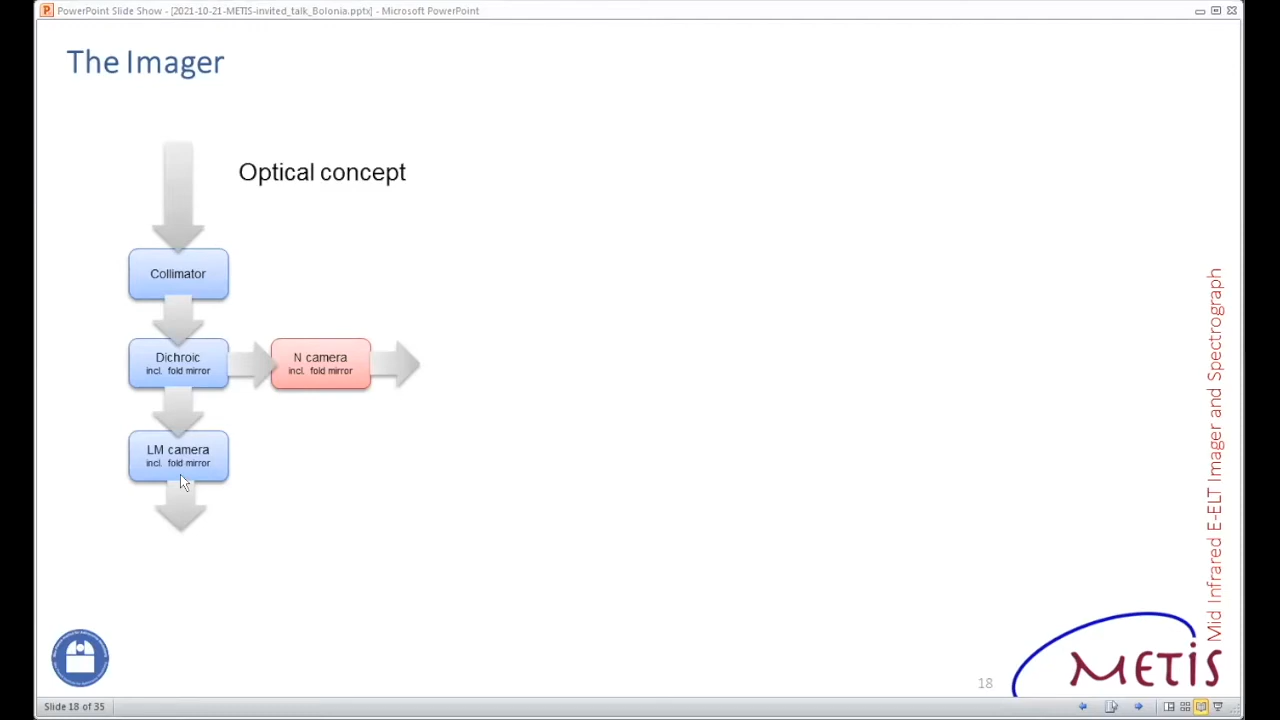 PowerPoint Slide Show - [2021-10-21-METIS-invited_talk_Bolonia.pptx] - Microsoft PowerPoint
The Imager
Optical concept
Collimator
Dichroic
incl. fold mirror
N camera
incl. fold mirror
LM camera
incl. fold mirror
Mid Infrared E-ELT Imager and Spectrograph
METIS
18
Slide 18 of 35